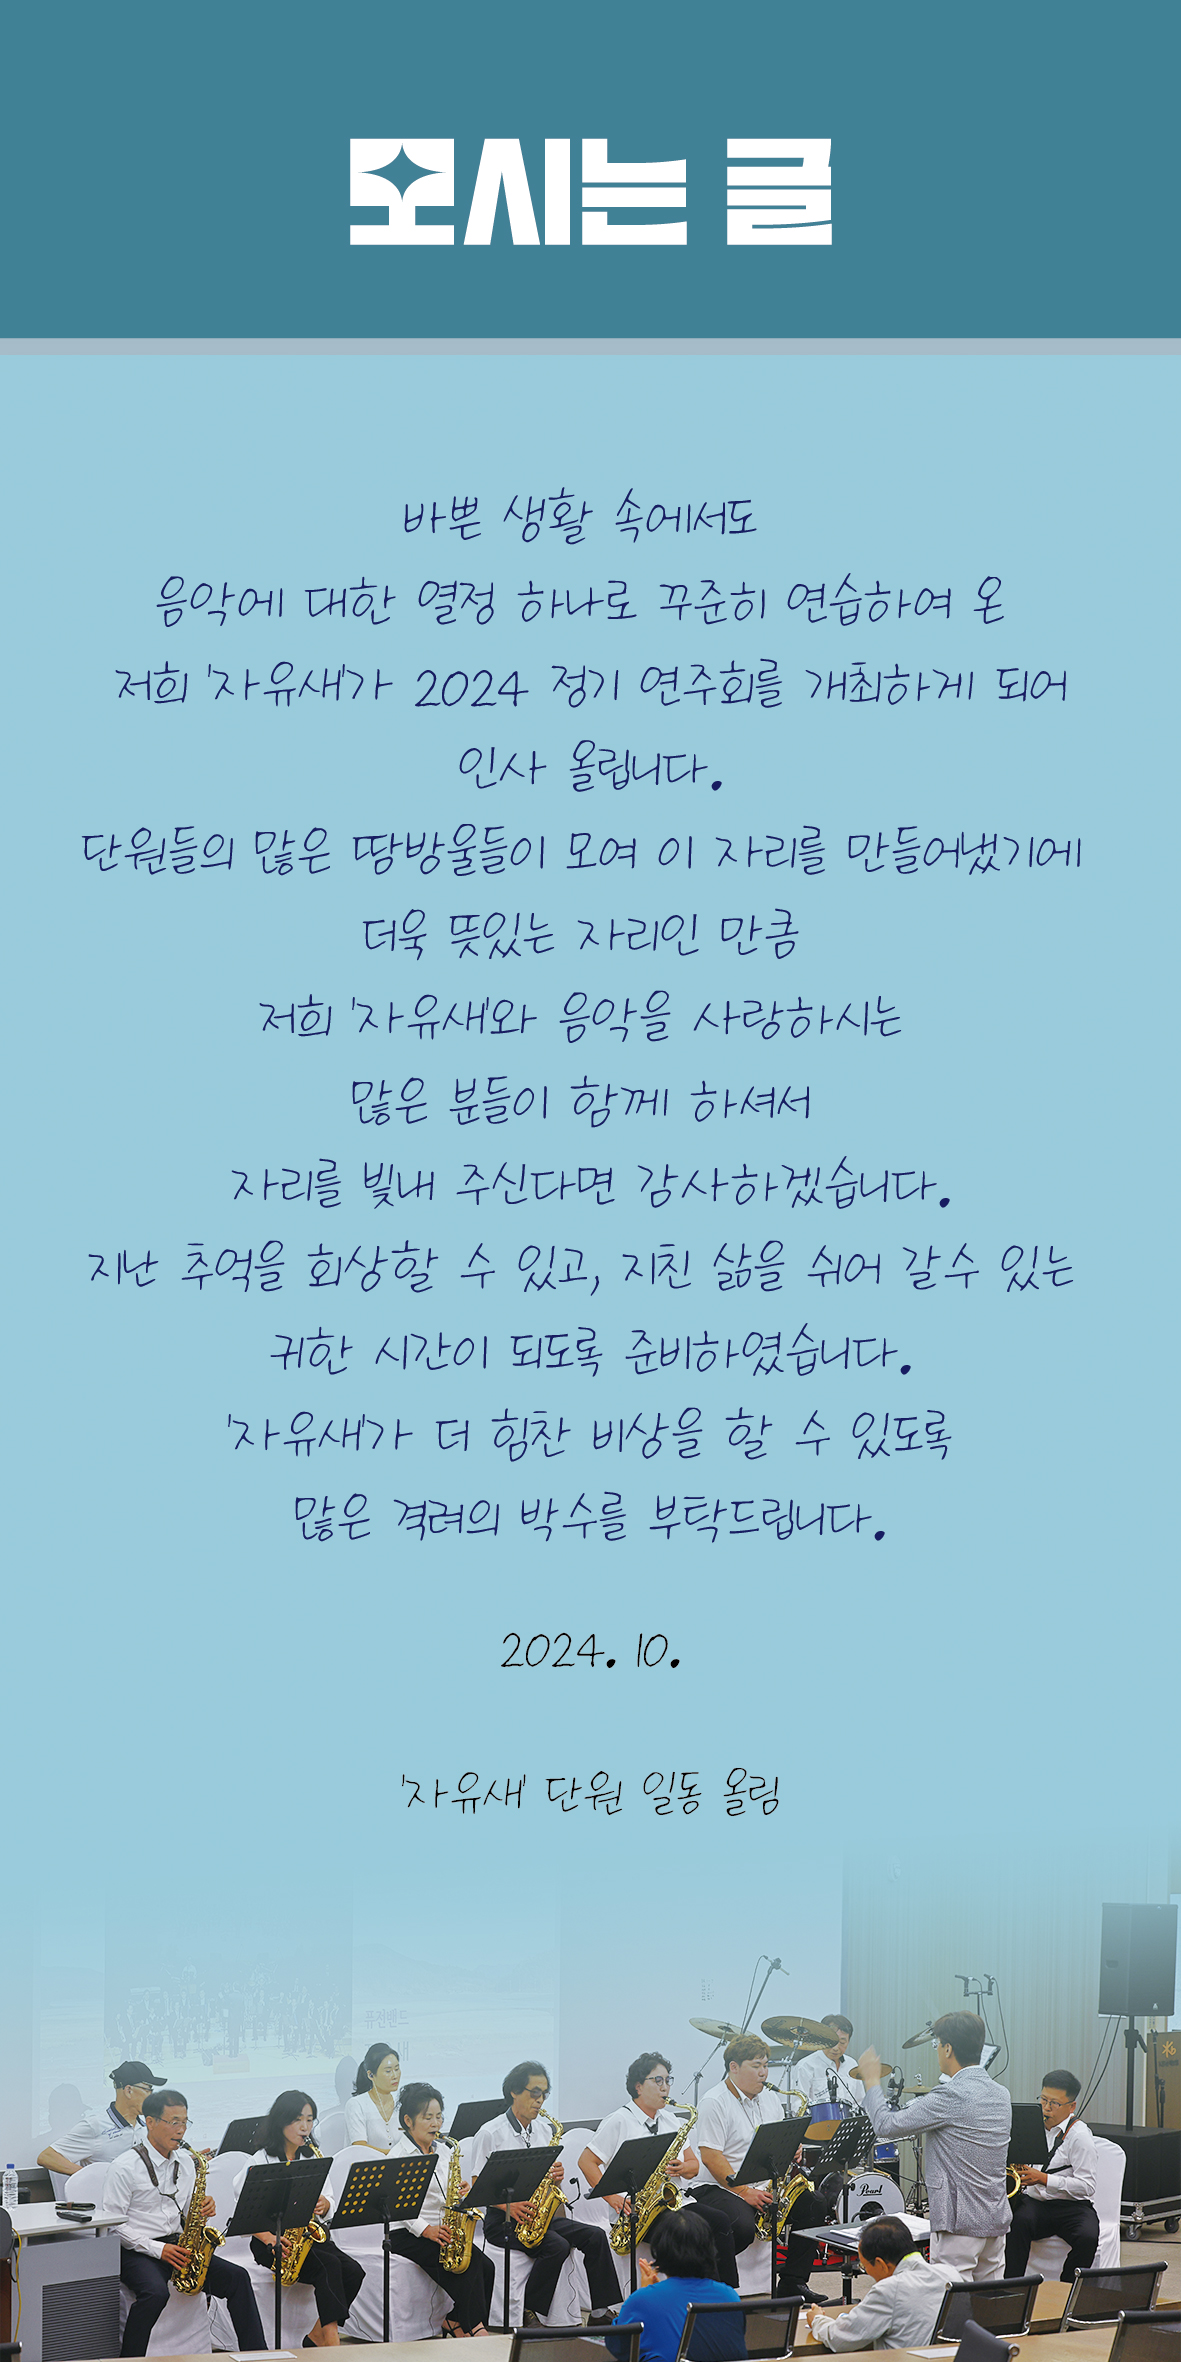 모시는 글
바쁜 생활 속에서도
음악에 대한 열정 하나로 꾸준히 연습하여 온
저희 '자유새'가 2024 정기 연주회를 개최하게 되어
인사 올립니다.
단원들의 많은 땅방울들이 모여 이 자리를 만들어냈기에
더욱 뜻있는 자리인 만큼
저희 '자유새'와 음악을 사랑하시는
많은 분들이 함께 하셔서
자리를 빛내 주신다면 감사하겠습니다.
지난 추억을 회상할 수 있고, 지친 삶을 쉬어 갈수 있는
귀한 시간이 되도록 준비하였습니다.
'자유새'가 더 힘찬 비상을 할 수 있도록
많은 격려의 박수를 부탁드립니다.
2024. 10.
'자유새' 단원 일동 올림
퓨전밴드
Pearl